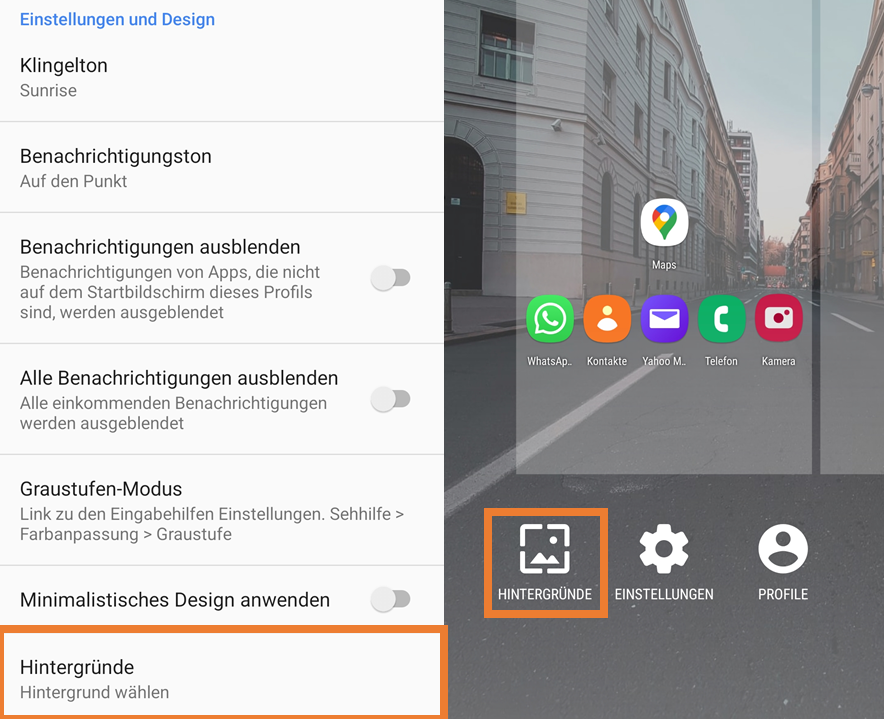 Einstellungen und Design
Klingelton
Sunrise
Benachrichtigungston
Auf den Punkt
Benachrichtigungen ausblenden
Benachrichtigungen von Apps, die nicht
auf dem Startbildschirm dieses Profils
sind, werden ausgeblendet
Alle Benachrichtigungen ausblenden
Alle einkommenden Benachrichtigungen
werden ausgeblendet
Graustufen-Modus
Link zu den Eingabehilfen Einstellungen. Sehhilfe >
Farbanpassung > Graustufe
Minimalistisches Design anwenden
Hintergründe
Hintergrund wählen
Maps
WhatsAp..
Kontakte
Yahoo M..
Telefon
Kamera
HINTERGRÜNDE
EINSTELLUNGEN
PROFILE